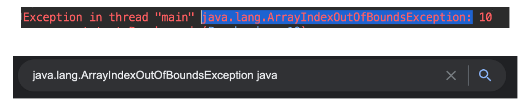 Exception in thread "main" java.lang.ArrayIndexOutOfBoundsException: 10
java.lang.ArrayIndexOutOfBoundsException java